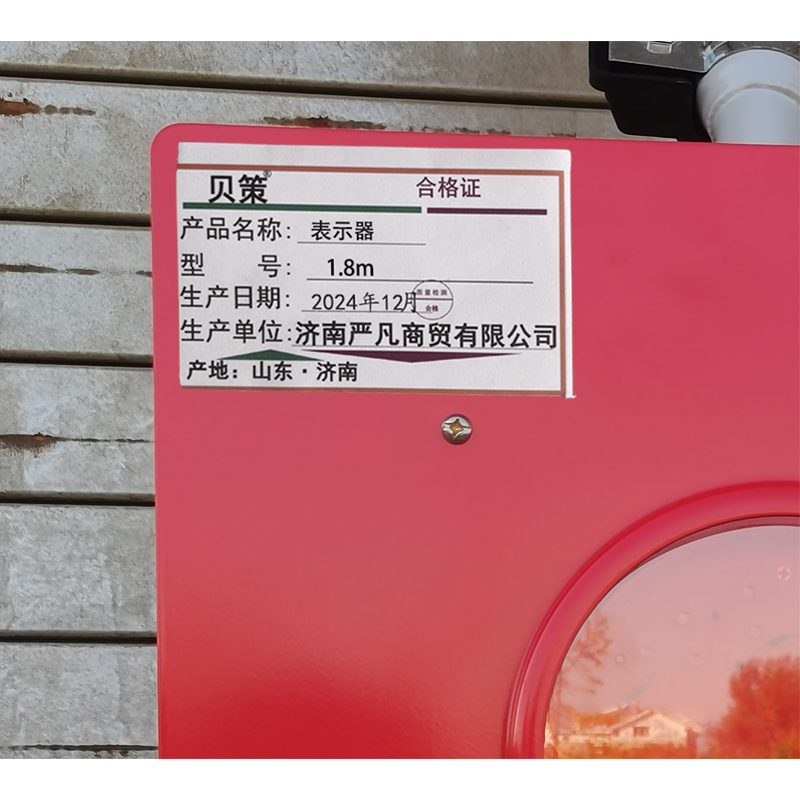 贝策® 合格证
产品名称： 表示器
型 号： 1.8m
生产日期： 2024年12月
质量检测
合格
生产单位:济南严凡商贸有限公司
产地：山东·济南